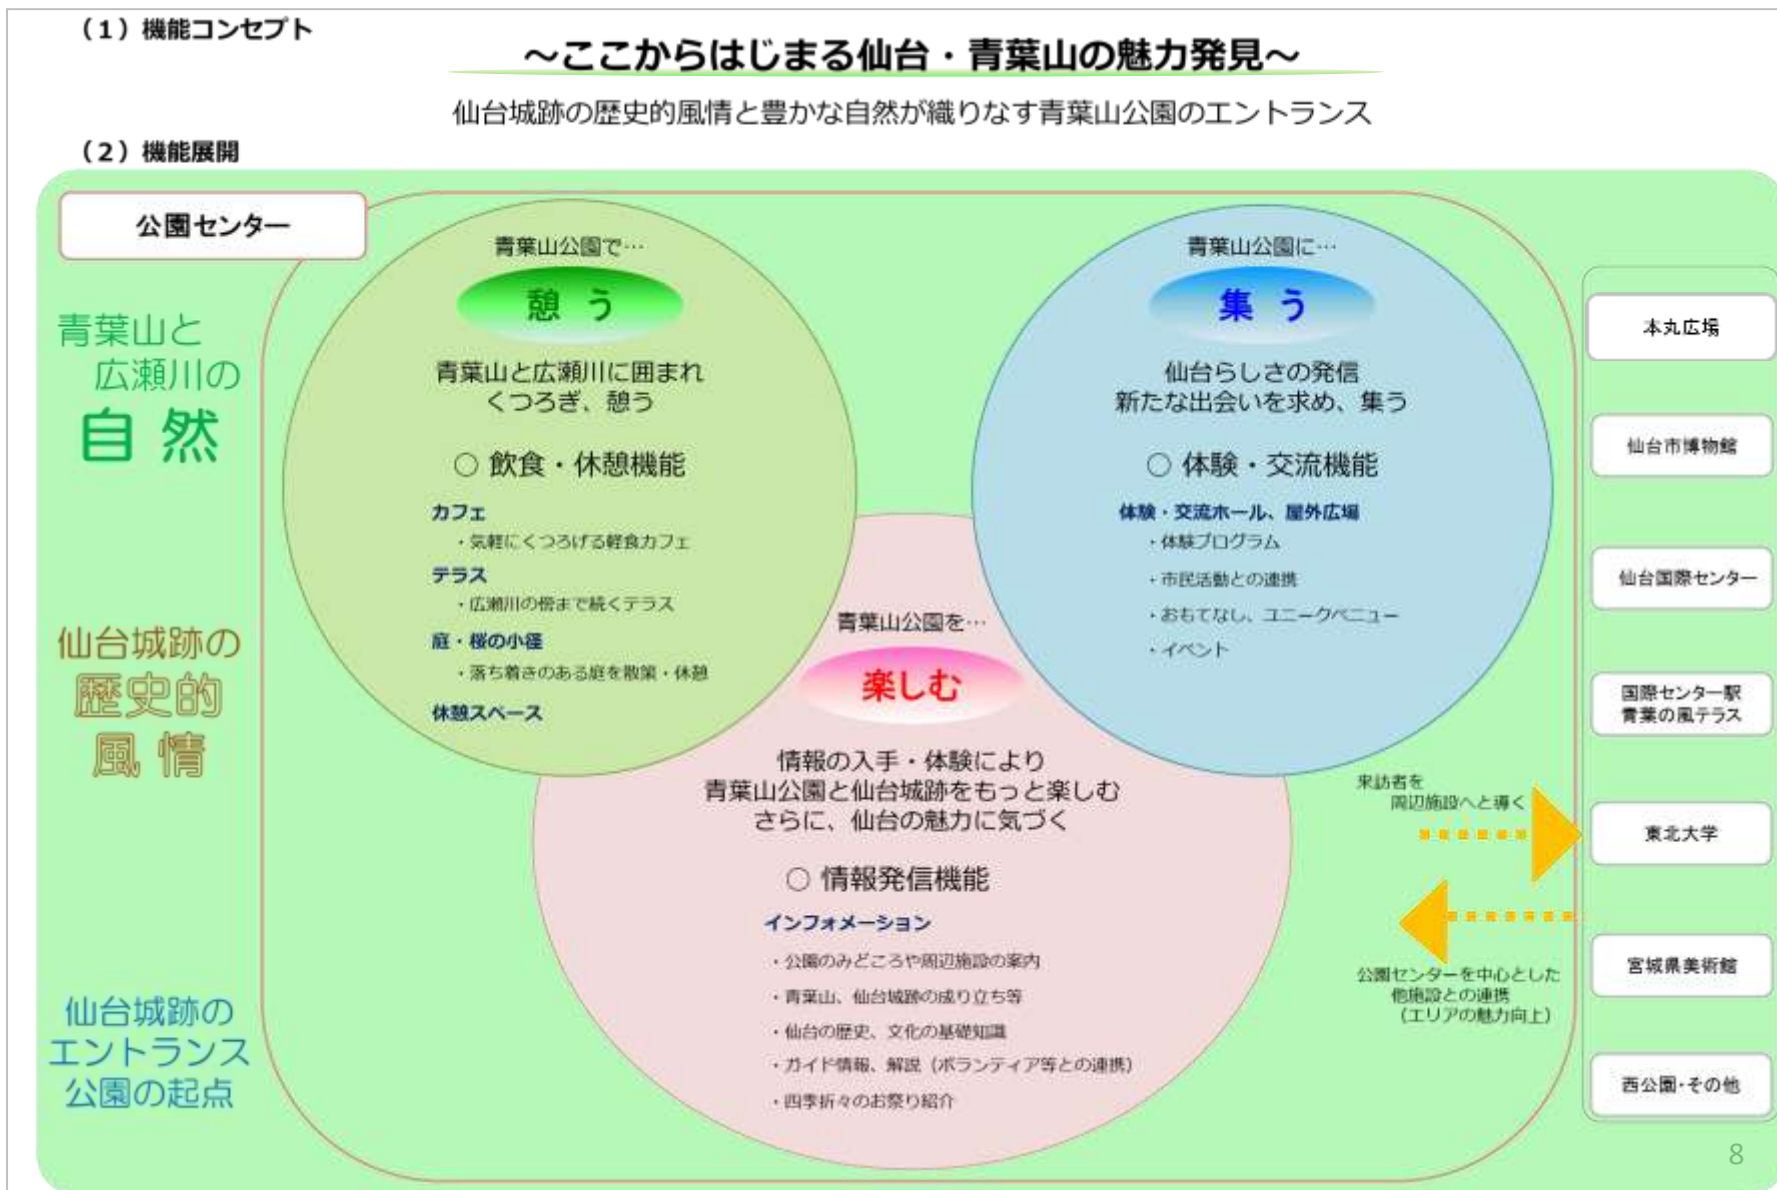 （１）機能コンセプト
～ここからはじまる仙台・青葉山の魅力発見～
仙台城跡の歴史的風情と豊かな自然が織りなす青葉山公園のエントランス
（２）機能展開
公園センター
青葉山と
広瀬川の
自 然
仙台城跡の
歴史的
風 情
仙台城跡の
エントランス
公園の起点
青葉山公園で…
憩 う
青葉山と広瀬川に囲まれ
くつろぎ、憩う
○ 飲食・休憩機能
カフェ
・気軽にくつろげる軽食カフェ
テラス
・広瀬川の傍まで続くテラス
庭・桜の小径
・落ち着きのある庭を散策・休憩
休憩スペース
青葉山公園に…
集 う
仙台らしさの発信
新たな出会いを求め、集う
○ 体験・交流機能
体験・交流ホール、屋外広場
・体験プログラム
・市民活動との連携
・おもてなし、ユニークベニュー
・イベント
青葉山公園を…
楽しむ
情報の入手・体験により
青葉山公園と仙台城跡をもっと楽しむ
さらに、仙台の魅力に気づく
○ 情報発信機能
インフォメーション
・公園のみどころや周辺施設の案内
・青葉山、仙台城跡の成り立ち等
・仙台の歴史、文化の基礎知識
・ガイド情報、解説（ボランティア等との連携）
・四季折々のお祭り紹介
来訪者を
周辺施設へと導く
公園センターを中心とした
他施設との連携
（エリアの魅力向上）
本丸広場
仙台市博物館
仙台国際センター
国際センター駅
青葉の風テラス
東北大学
宮城県美術館
西公園・その他
8